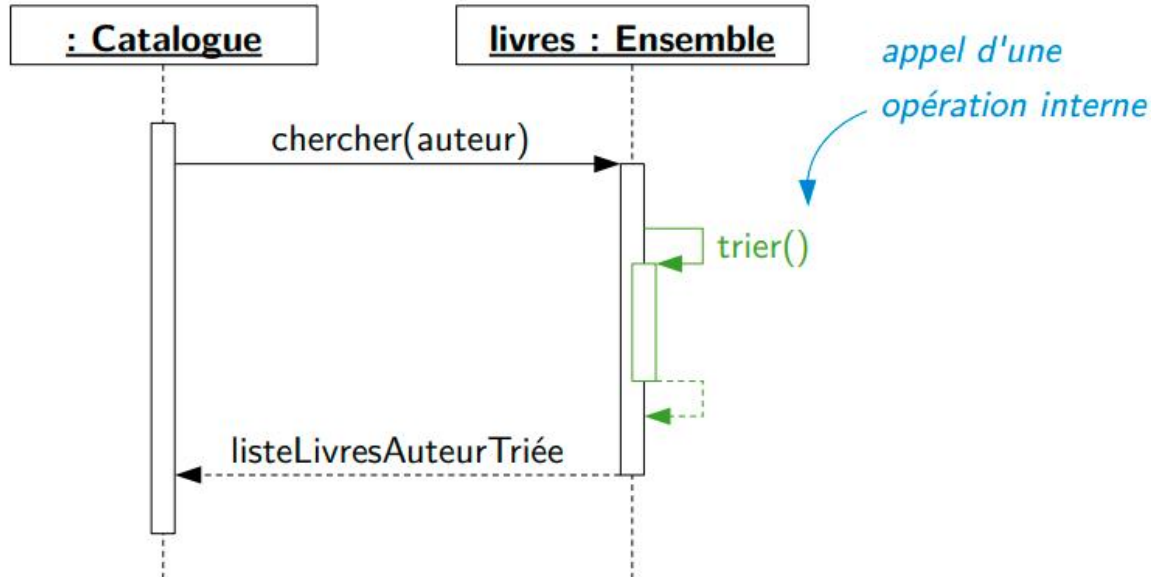 : Catalogue
livres : Ensemble
appel d'une
opération interne
chercher(auteur)
trier()
listeLivresAuteurTriée